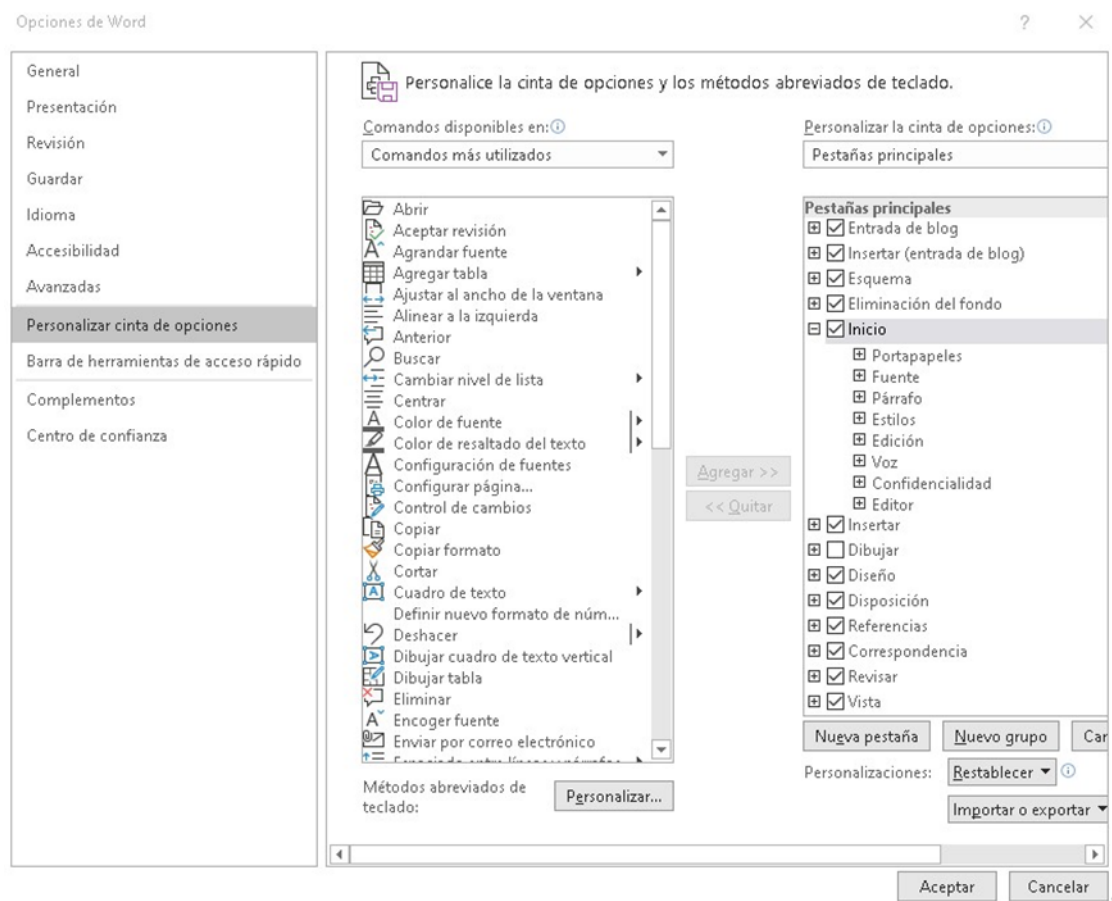 Opciones de Word
General
Presentación
Revisión
Guardar
Idioma
Accesibilidad
Avanzadas
Personalizar cinta de opciones
Barra de herramientas de acceso rápido
Complementos
Centro de confianza
Personalice la cinta de opciones y los métodos abreviados de teclado.
Comandos disponibles en:
Comandos más utilizados
Abrir
Aceptar revisión
Agrandar fuente
Agregar tabla
Ajustar al ancho de la ventana
Alinear a la izquierda
Anterior
Buscar
Cambiar nivel de lista
Centrar
Color de fuente
Color de resaltado del texto
Configuración de fuentes
Configurar página...
Control de cambios
Copiar
Copiar formato
Cortar
Cuadro de texto
Definir nuevo formato de núm...
Deshacer
Dibujar cuadro de texto vertical
Dibujar tabla
Eliminar
Encoger fuente
Enviar por correo electrónico
Espaciado entre líneas y párrafos
Métodos abreviados de
teclado:
Personalizar...
Agregar >>
<< Quitar
Personalizar la cinta de opciones:
Pestañas principales
Pestañas principales
Entrada de blog
Insertar (entrada de blog)
Esquema
Eliminación del fondo
Inicio
Portapapeles
Fuente
Párrafo
Estilos
Edición
Voz
Confidencialidad
Editor
Insertar
Dibujar
Diseño
Disposición
Referencias
Correspondencia
Revisar
Vista
Nueva pestaña
Nuevo grupo
Car
Personalizaciones:
Restablecer
Importar o exportar
Aceptar
Cancelar